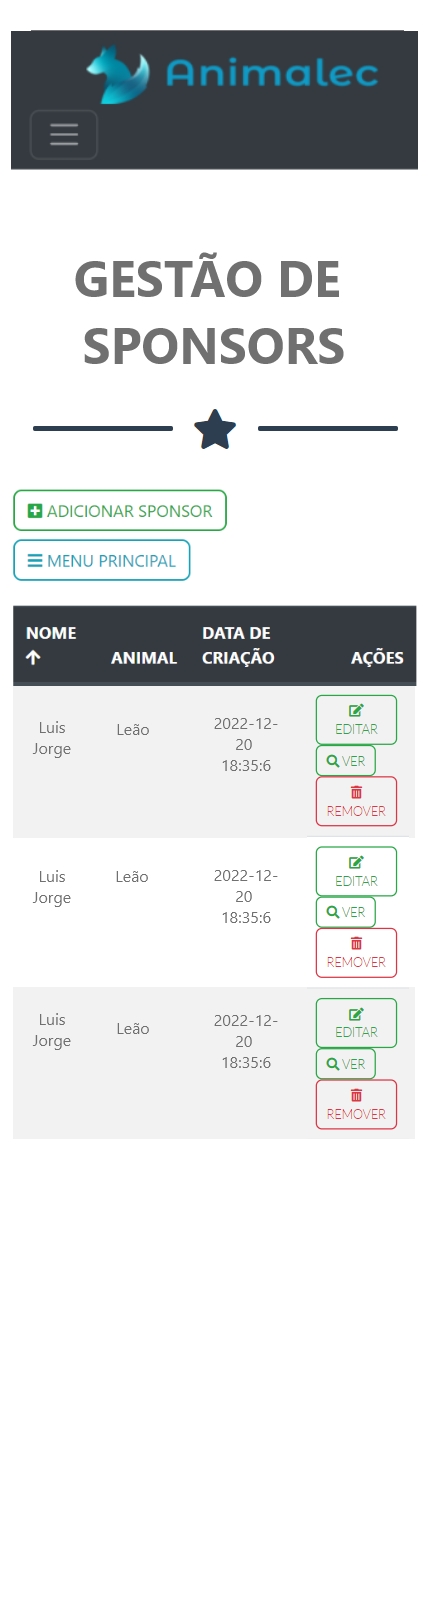 Animalec
GESTÃO DE
SPONSORS
ADICIONAR SPONSOR
MENU PRINCIPAL
NOME
ANIMAL
DATA DE
CRIAÇÃO
AÇÕES
Luis
Jorge
Leão
2022-12-
20
18:35:6
EDITAR
VER
REMOVER
Luis
Jorge
Leão
2022-12-
20
18:35:6
EDITAR
VER
REMOVER
Luis
Jorge
Leão
2022-12-
20
18:35:6
EDITAR
VER
REMOVER